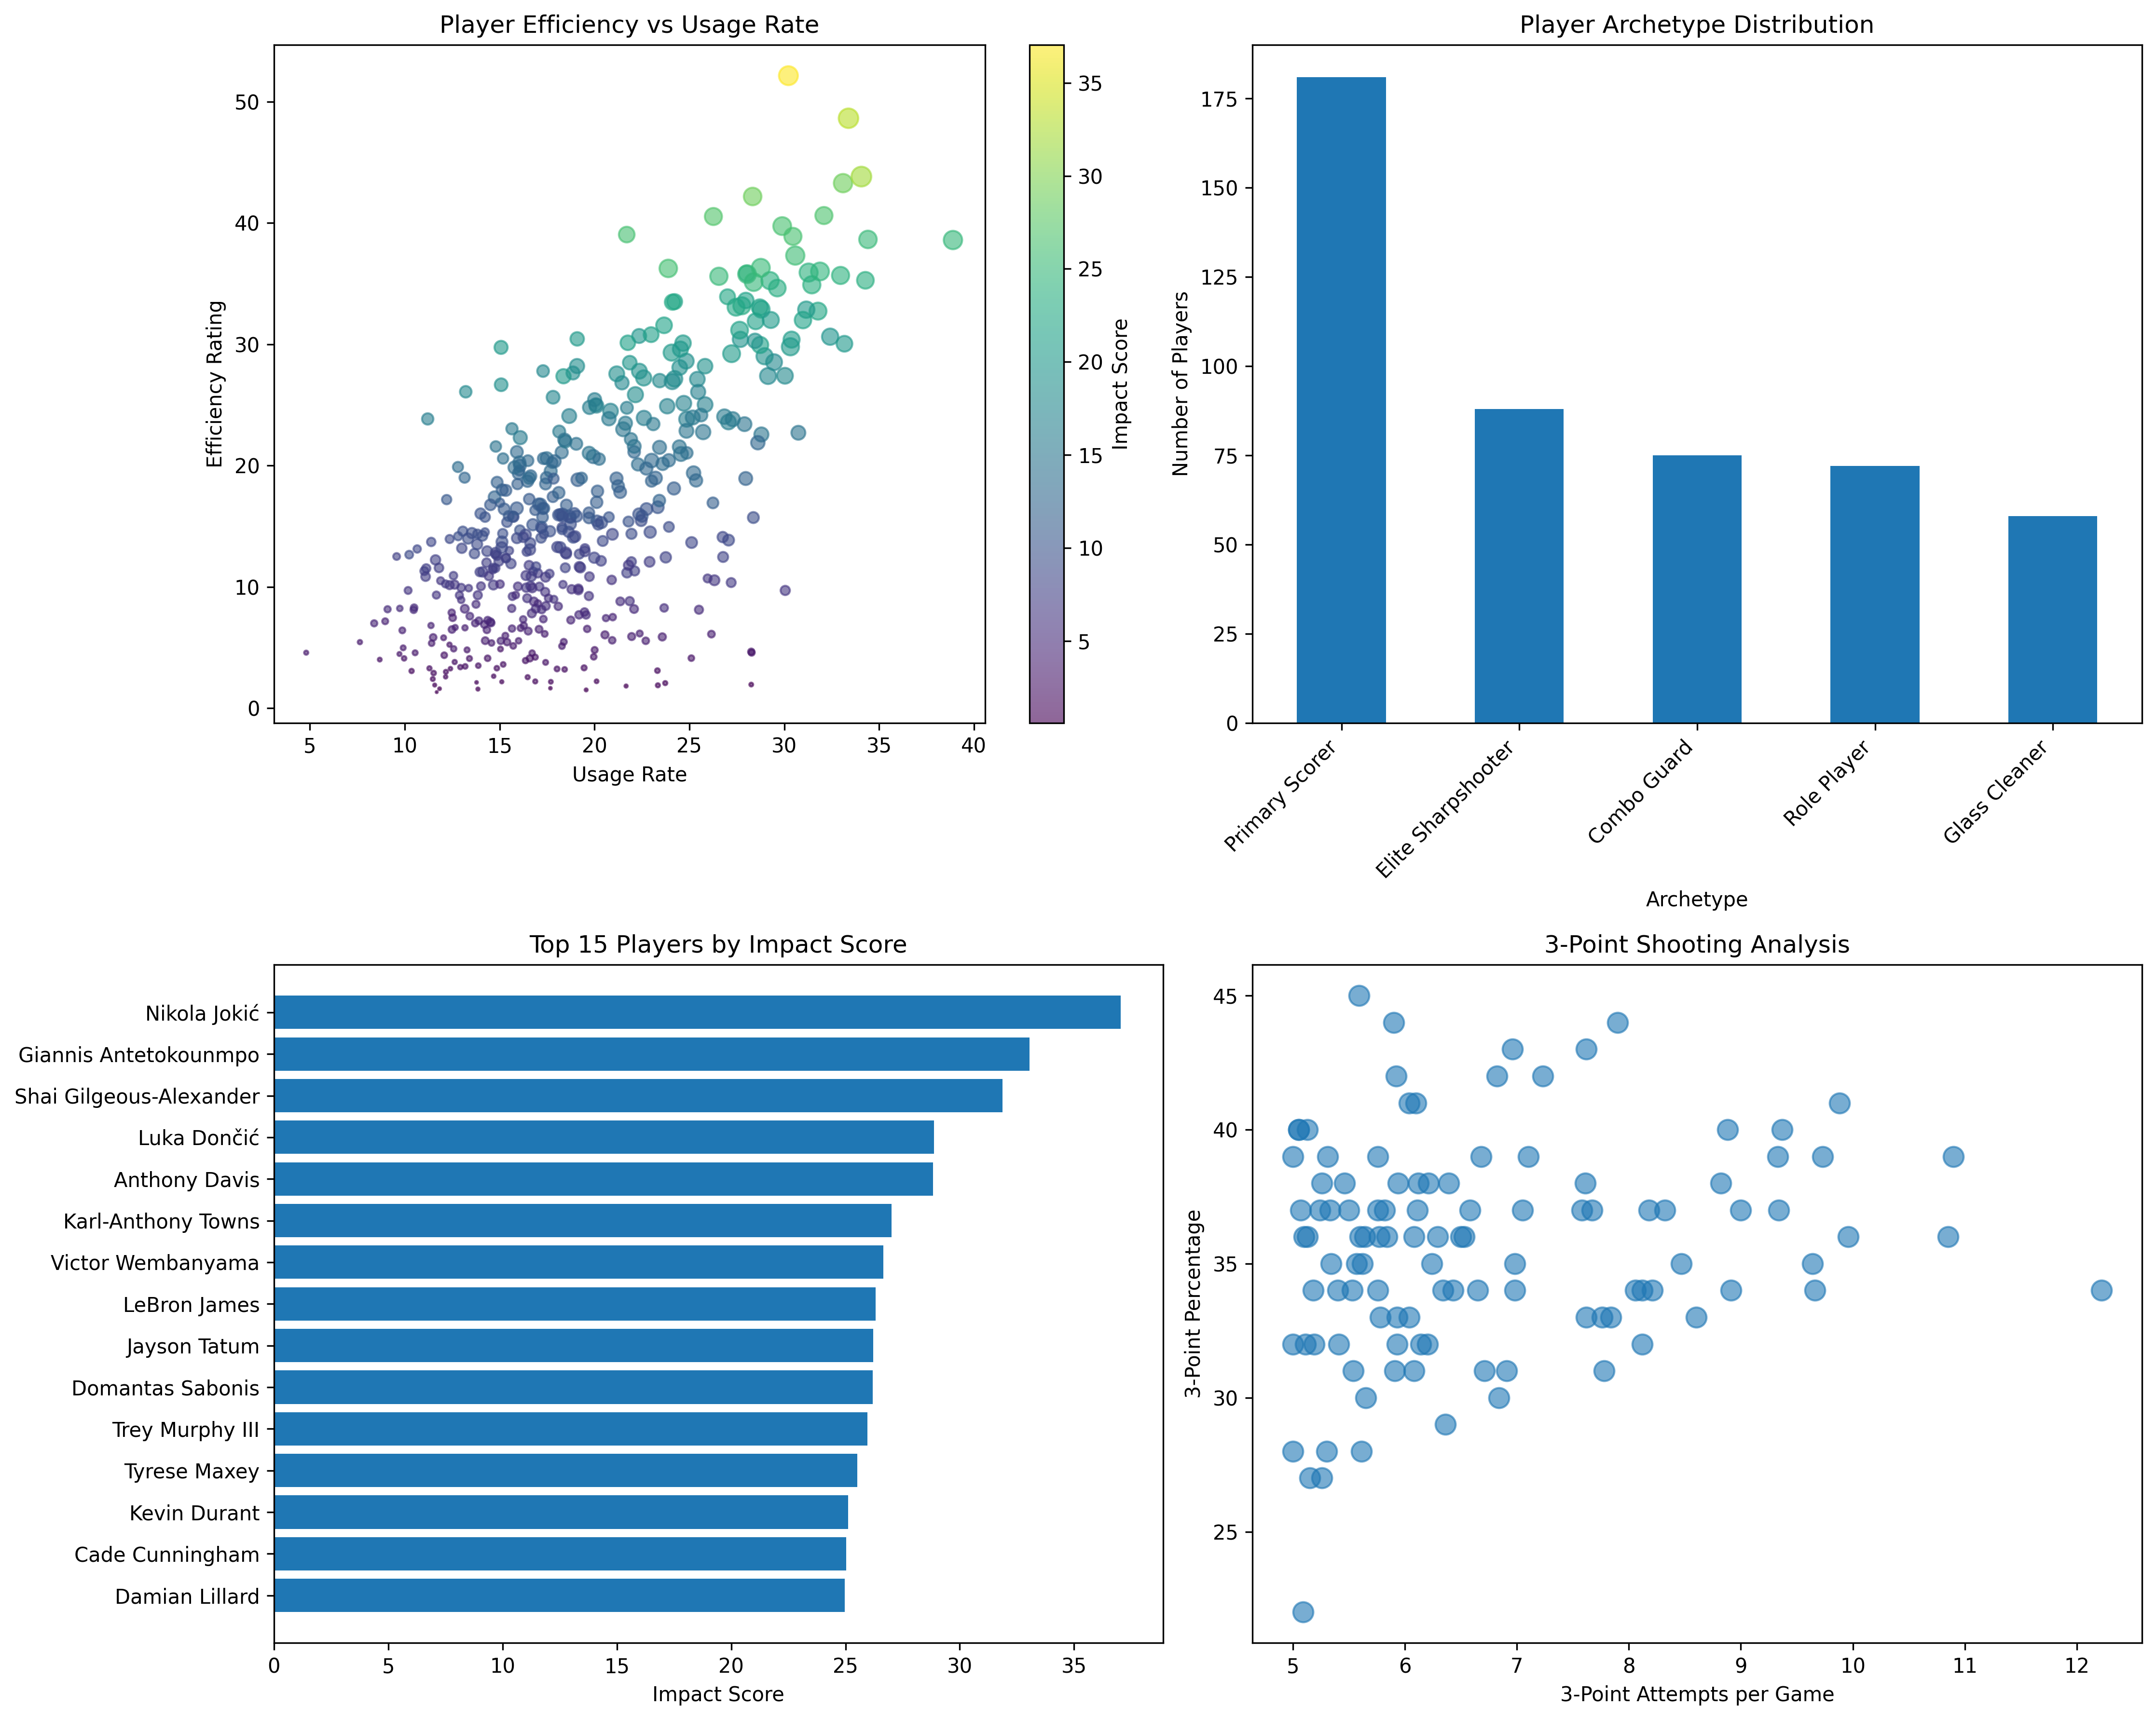 Player Efficiency vs Usage Rate
50
40
30
20
10
0
Efficiency Rating
5
10
15
20
25
30
35
40
Usage Rate
35
30
25
20
15
10
5
Impact Score
Player Archetype Distribution
175
150
125
100
75
50
25
0
Number of Players
Primary Scorer
Elite Sharpshooter
Combo Guard
Role Player
Glass Cleaner
Archetype
Top 15 Players by Impact Score
Nikola Jokić
Giannis Antetokounmpo
Shai Gilgeous-Alexander
Luka Dončić
Anthony Davis
Karl-Anthony Towns
Victor Wembanyama
LeBron James
Jayson Tatum
Domantas Sabonis
Trey Murphy III
Tyrese Maxey
Kevin Durant
Cade Cunningham
Damian Lillard
0
5
10
15
20
25
30
35
Impact Score
3-Point Shooting Analysis
45
40
35
30
25
3-Point Percentage
5
6
7
8
9
10
11
12
3-Point Attempts per Game